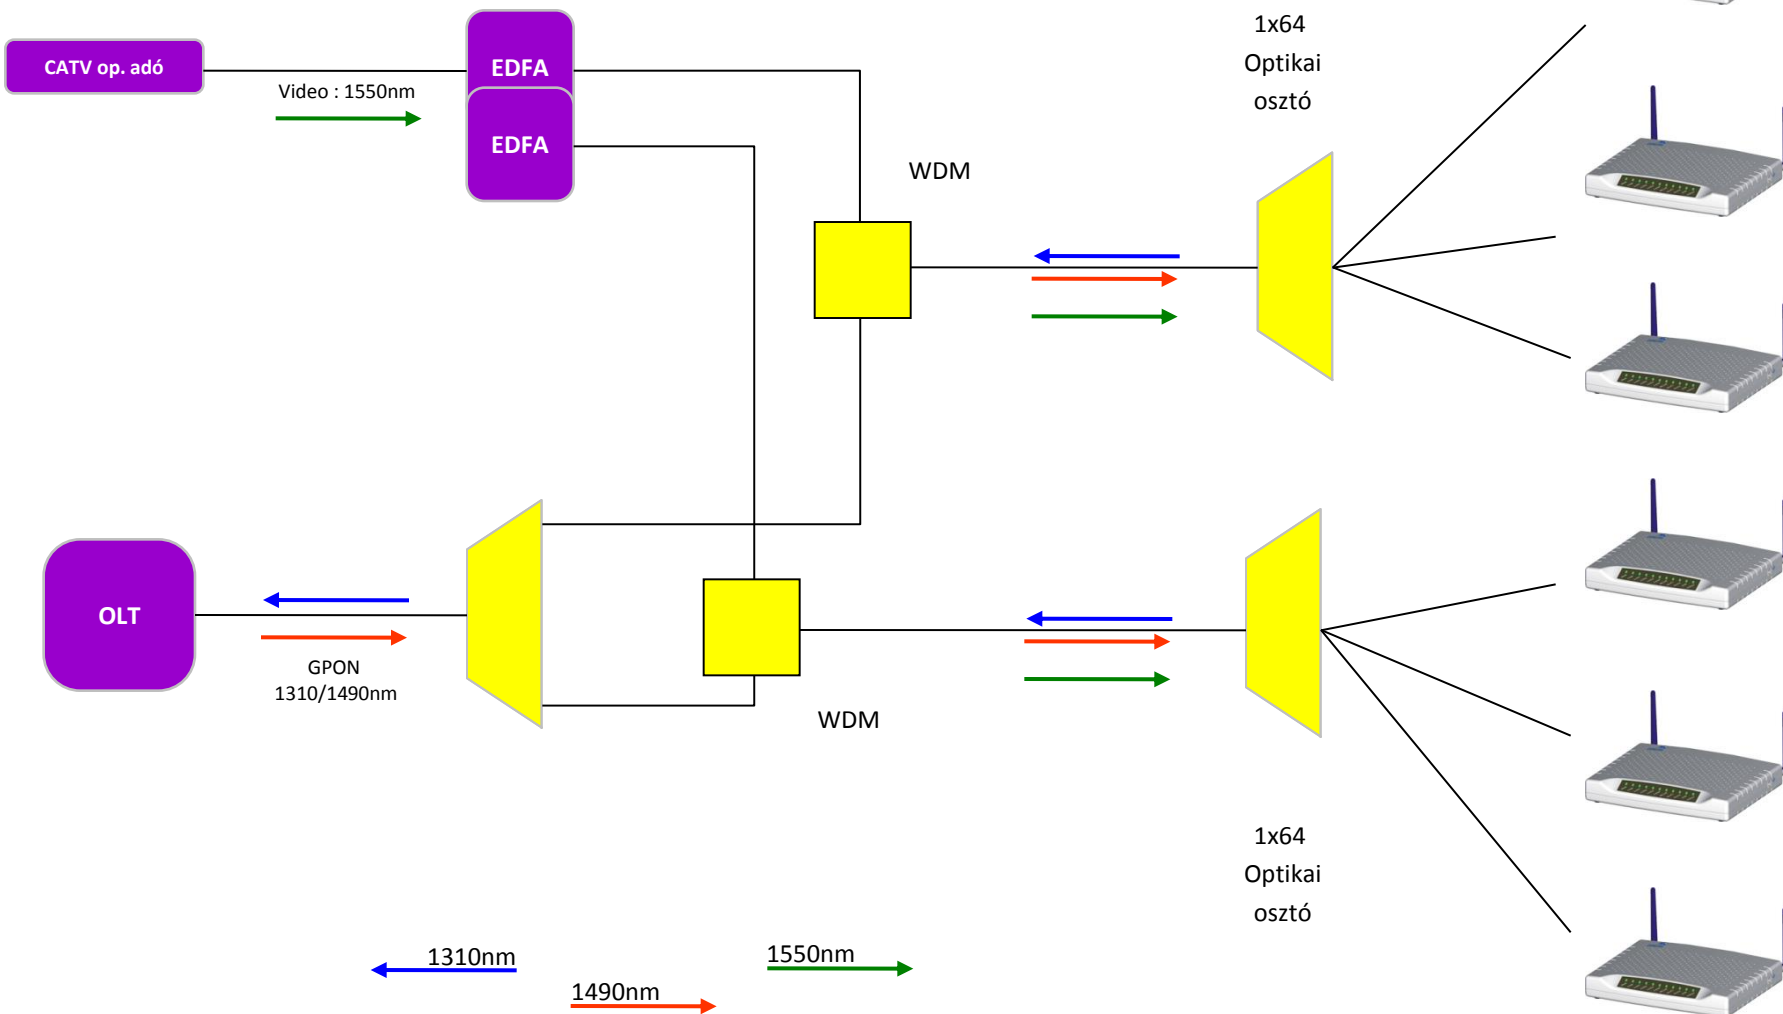 1x64
Optikai
osztó
CATV op. adó
EDFA
Video : 1550nm
EDFA
WDM
OLT
GPON
1310/1490nm
WDM
1x64
Optikai
osztó
1310nm
1550nm
1490nm